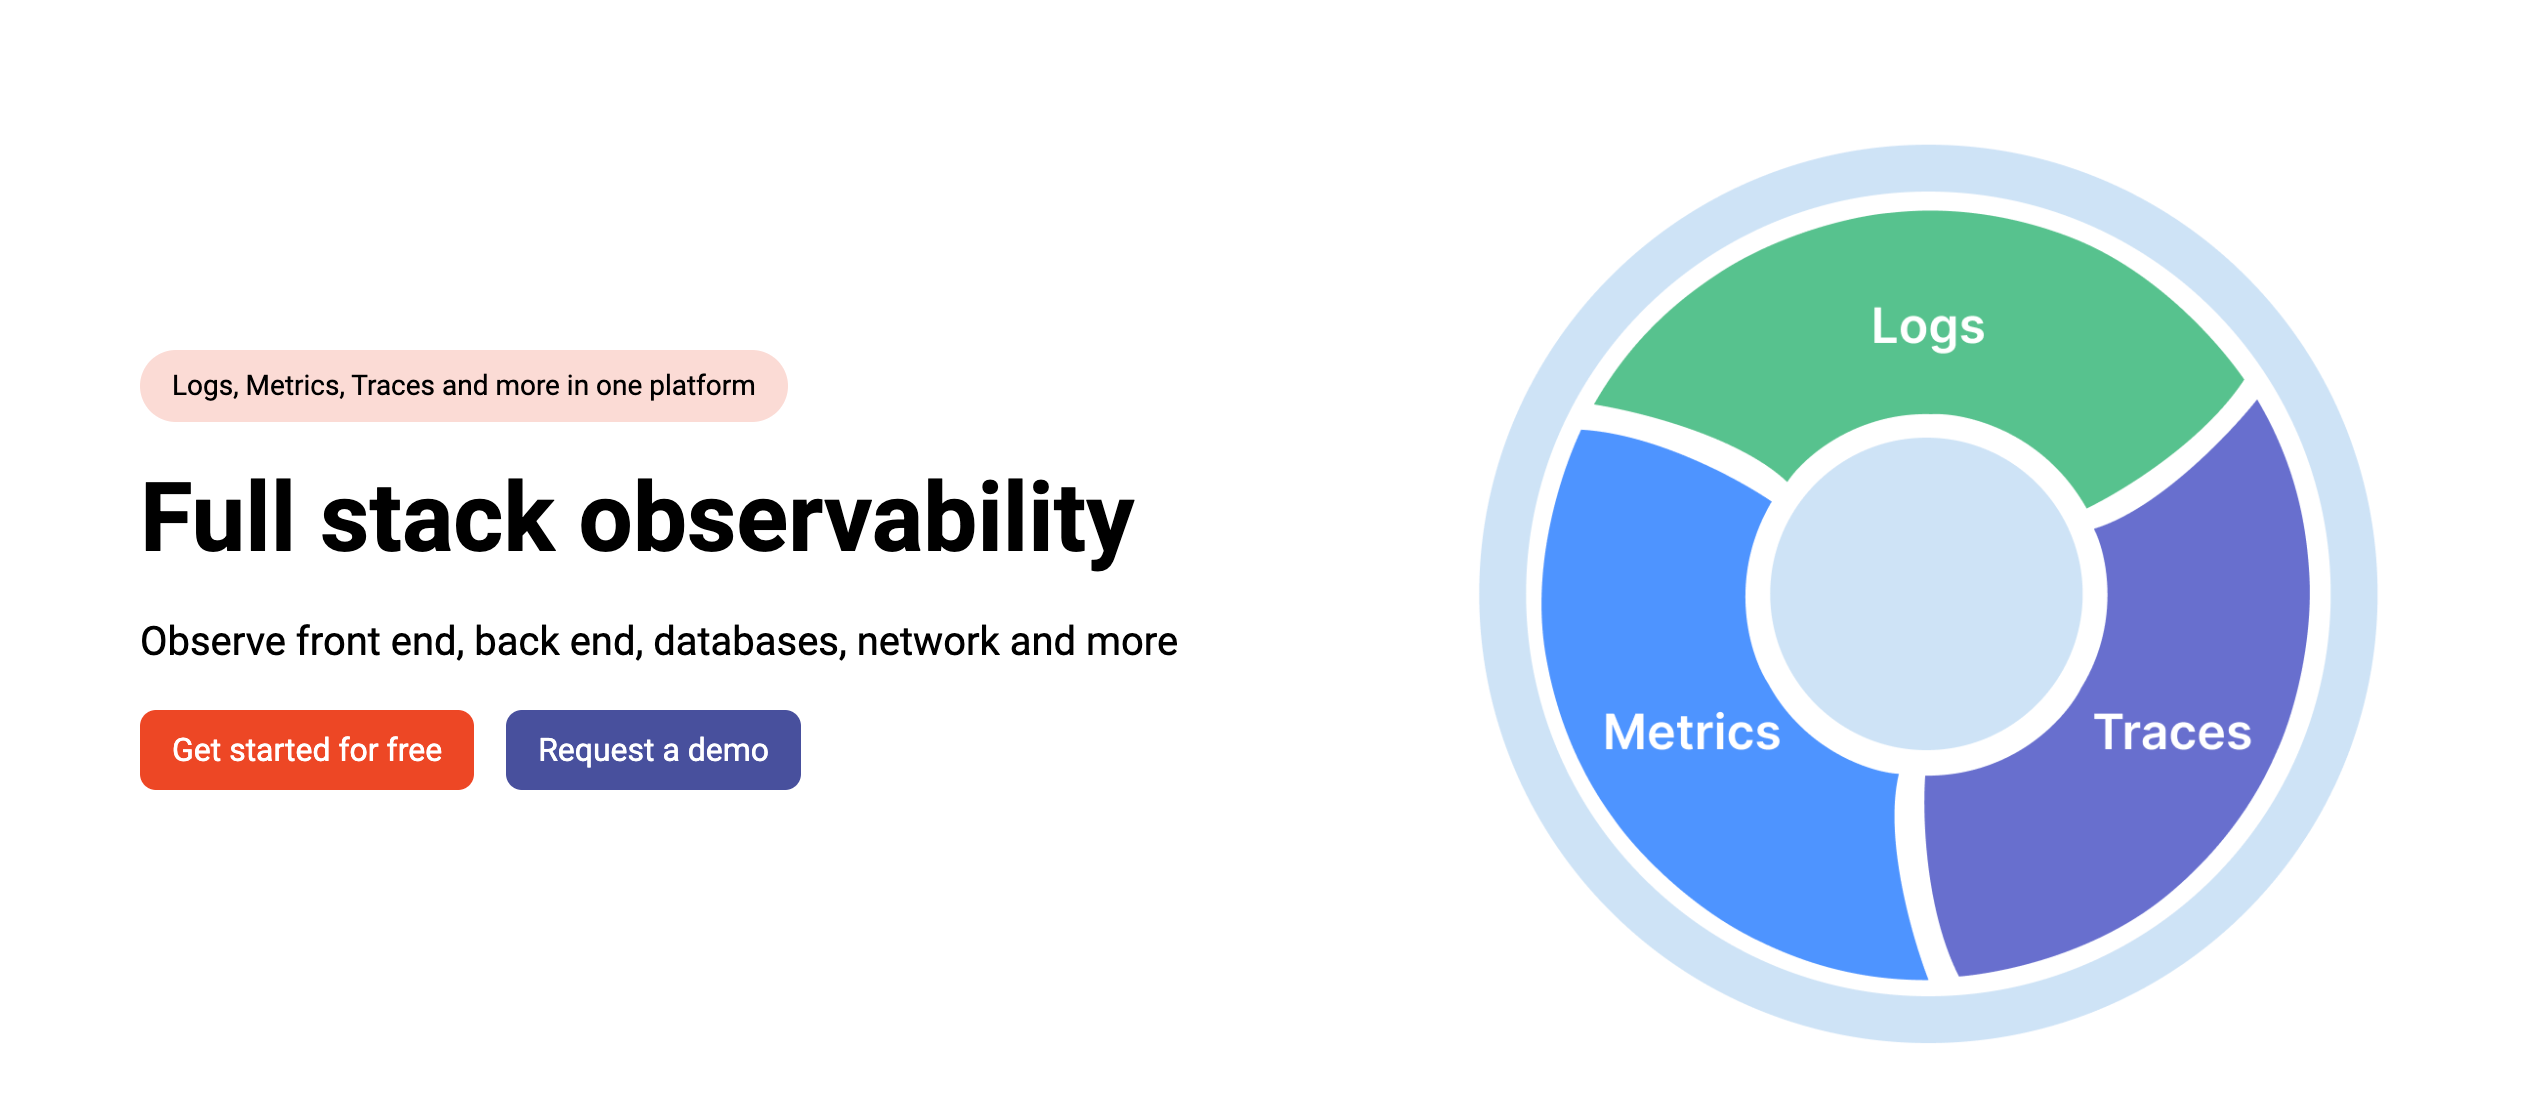 Logs, Metrics, Traces and more in one platform
Full stack observability
Observe front end, back end, databases, network and more
Get started for free
Request a demo
Logs
Metrics
Traces